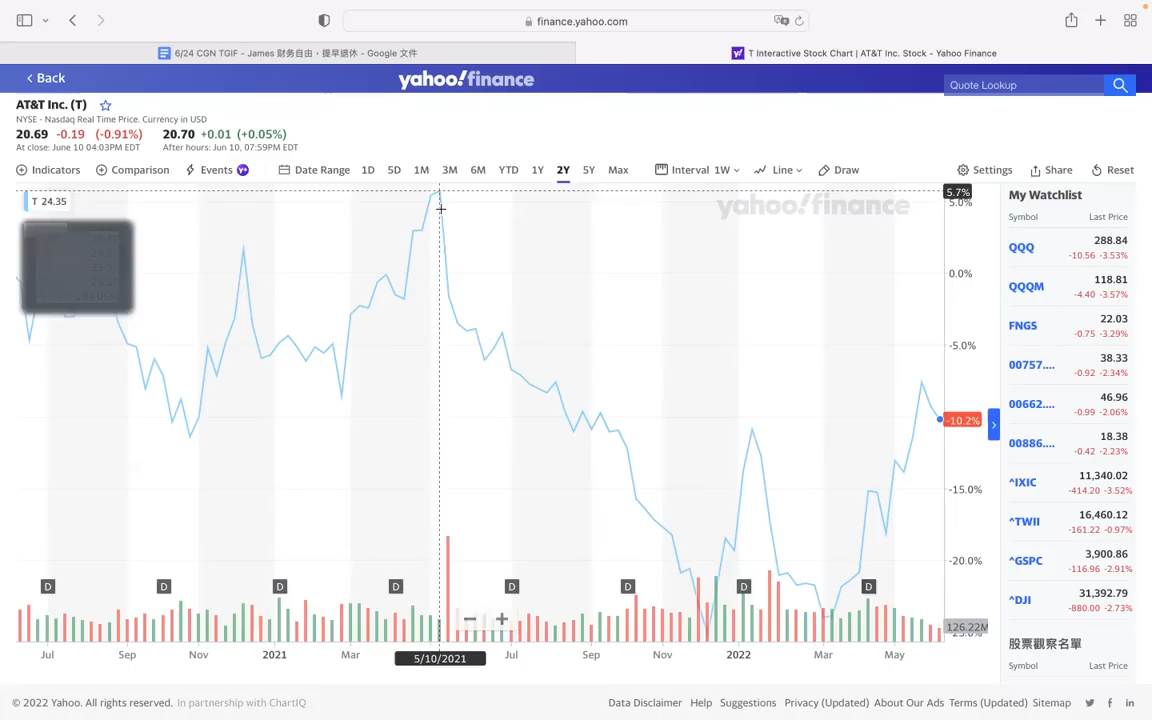 finance.yahoo.com
6/24 CGN TGIF - James 財务自由，提早退休 - Google 文件
T Interactive Stock Chart | AT&T Inc. Stock - Yahoo Finance
Back
yahoo!finance
Quote Lookup
AT&T Inc. (T)
NYSE - Nasdaq Real Time Price. Currency in USD
20.69 -0.19 (-0.91%) 20.70 +0.01 (+0.05%)
At close: June 10 04:03PM EDT After hours: Jun 10, 07:59PM EDT
Indicators Comparison Events Y+ Date Range 1D 5D 1M 3M 6M YTD 1Y 2Y 5Y Max Interval 1W Line Draw Settings Share Reset
T 24.35
yahoo!finance
5.7%
5.0%
0.0%
-5.0%
-10.2%
-15.0%
-20.0%
126.22M
D D D D D D D D
Jul Sep Nov 2021 Mar 5/10/2021 Jul Sep Nov 2022 Mar May
My Watchlist
Symbol Last Price
QQQ 288.84
-10.56 -3.53%
QQQM 118.81
-4.40 -3.57%
FNGS 22.03
-0.75 -3.29%
00757.... 38.33
-0.92 -2.34%
00662.... 46.96
-0.99 -2.06%
00886.... 18.38
-0.42 -2.23%
^IXIC 11,340.02
-414.20 -3.52%
^TWII 16,460.12
-161.22 -0.97%
^GSPC 3,900.86
-116.96 -2.91%
^DJI 31,392.79
-880.00 -2.73%
股票觀察名單
Symbol Last Price
© 2022 Yahoo. All rights reserved. In partnership with ChartIQ
Data Disclaimer Help Suggestions Privacy (Updated) About Our Ads Terms (Updated) Sitemap